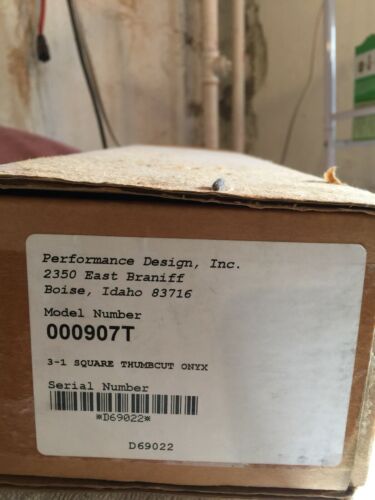 Performance Design, Inc.
2350 East Braniff
Boise, Idaho 83716
Model Number
000907T
3-1 SQUARE THUMBCUT ONYX
Serial Number
*D69022*
D69022